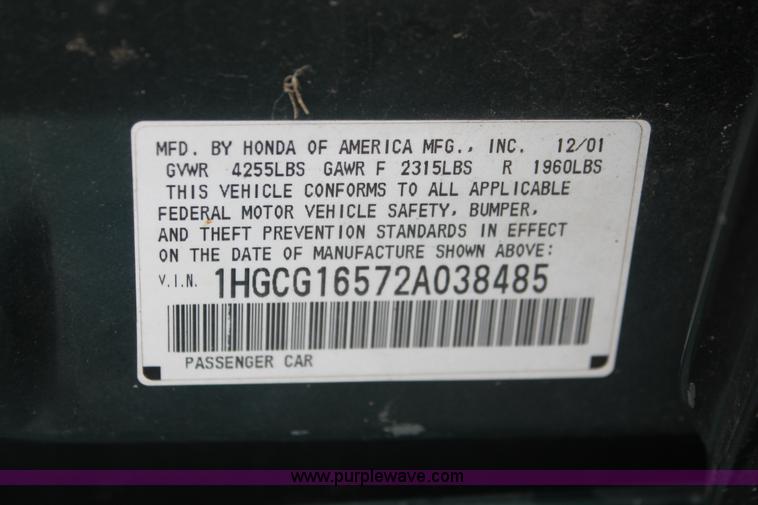 MFD. BY HONDA OF AMERICA MFG., INC. 12/01
GVWR 4255LBS GAWR F 2315LBS R 1960LBS
THIS VEHICLE CONFORMS TO ALL APPLICABLE
FEDERAL MOTOR VEHICLE SAFETY, BUMPER,
AND THEFT PREVENTION STANDARDS IN EFFECT
ON THE DATE OF MANUFACTURE SHOWN ABOVE:
V.I.N. 1HGCG16572A038485
PASSENGER CAR
www.purplewave.com